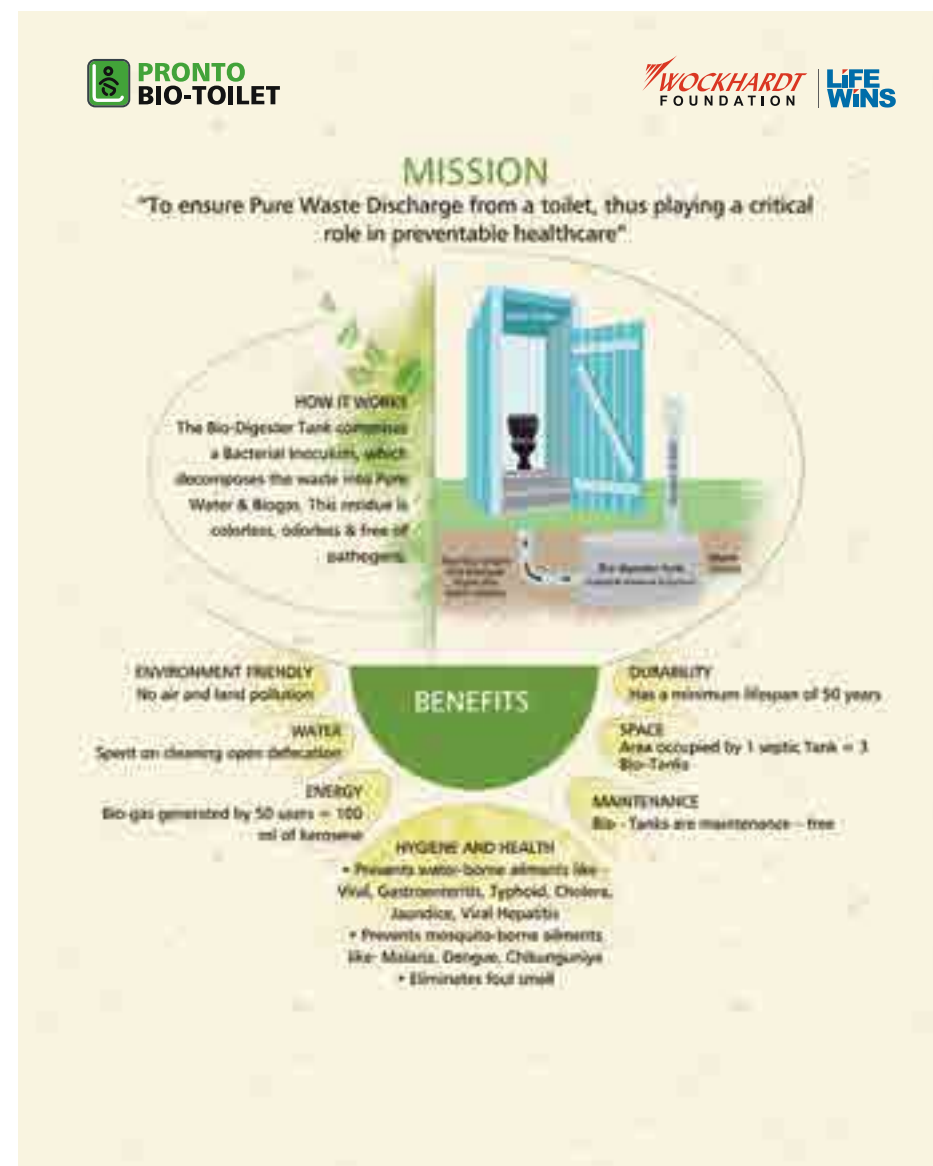 PRONTO
BIO-TOILET
WOCKHARDT
FOUNDATION
LiFE
WiNS
MISSION
"To ensure Pure Waste Discharge from a toilet, thus playing a critical
role in preventable healthcare"
HOW IT WORKS
The Bio-Digester Tank comprises
a Bacterial Inoculum, which
decomposes the waste into Pure
Water & Biogas. This residue is
colorless, odorless & free of
pathogens.
Bio digester tank
BENEFITS
ENVIRONMENT FRIENDLY
No air and land pollution
WATER
Spent on cleaning open defecation
ENERGY
Bio-gas generated by 50 users = 100
ml of kerosene
HYGIENE AND HEALTH
• Prevents water-borne ailments like -
Viral, Gastroenteritis, Typhoid, Cholera,
Jaundice, Viral Hepatitis
• Prevents mosquito-borne ailments
like- Malaria, Dengue, Chikunguniya
• Eliminates foul smell
DURABILITY
Has a minimum lifespan of 50 years
SPACE
Area occupied by 1 septic Tank = 3
Bio-Tanks
MAINTENANCE
Bio - Tanks are maintenance - free